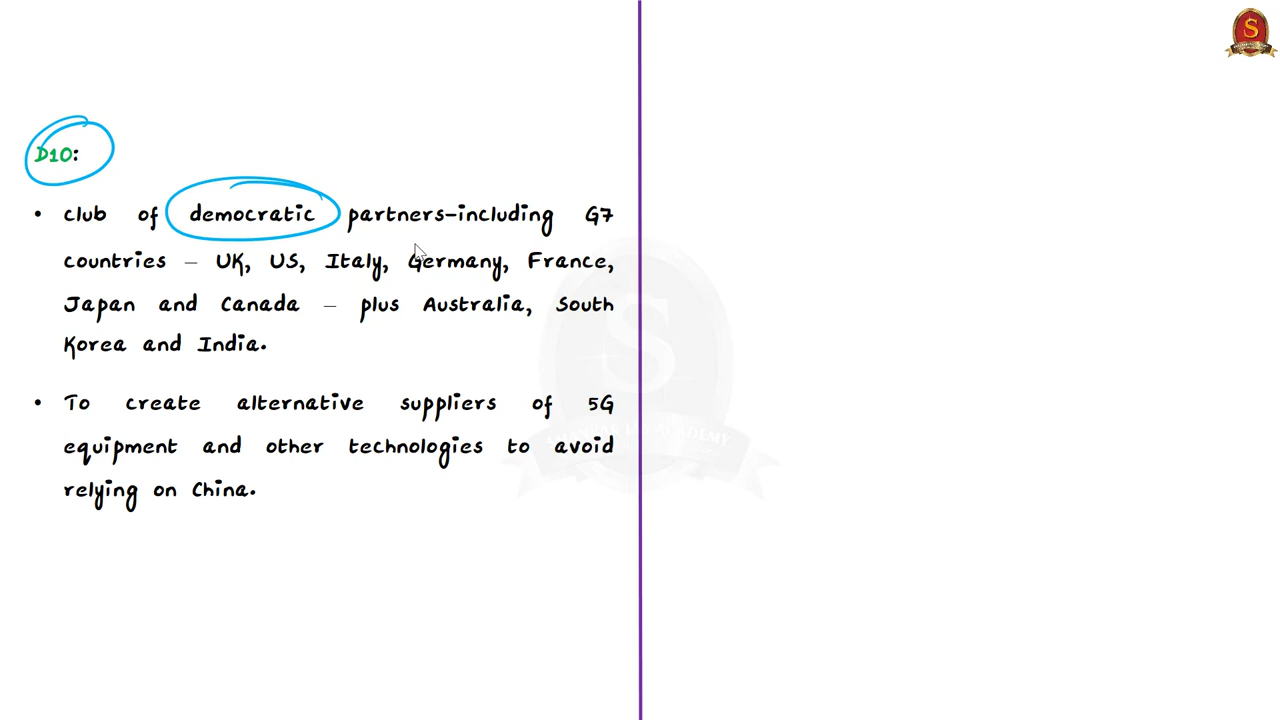 D10:
• club of democratic partners-including G7
countries – UK, US, Italy, Germany, France,
Japan and Canada – plus Australia, South
Korea and India.
• To create alternative suppliers of 5G
equipment and other technologies to avoid
relying on China.
S